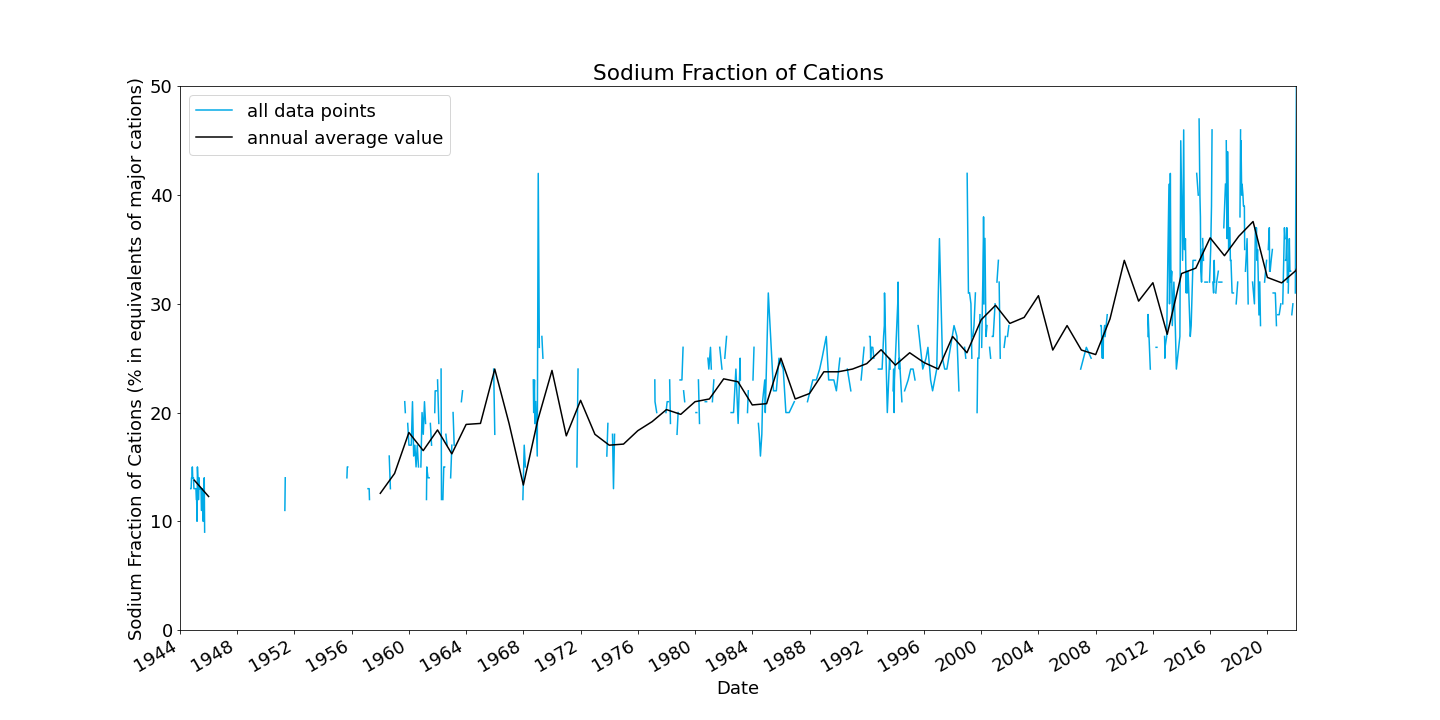 Sodium Fraction of Cations
all data points
annual average value
Sodium Fraction of Cations (% in equivalents of major cations)
50
40
30
20
10
0
1944 1948 1952 1956 1960 1964 1968 1972 1976 1980 1984 1988 1992 1996 2000 2004 2008 2012 2016 2020
Date